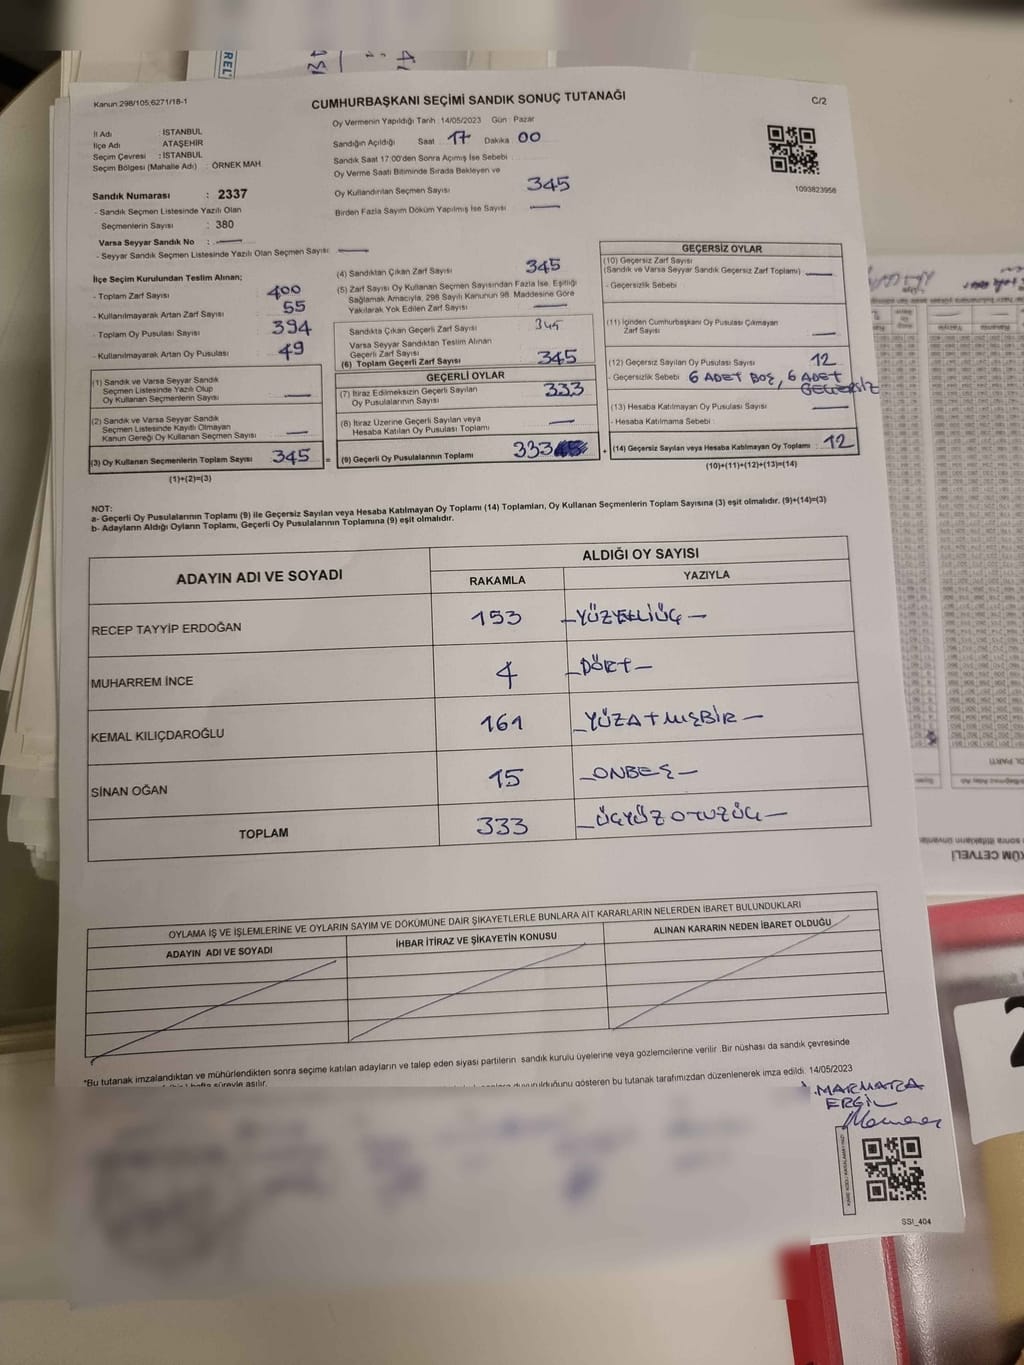 Kanun:298/105;6271/18-1
CUMHURBAŞKANI SEÇİMİ SANDIK SONUÇ TUTANAĞI
C/2
Oy Vermenin Yapıldığı Tarih :14/05/2023 Gün : Pazar
İl Adı : İSTANBUL
İlçe Adı : ATAŞEHİR
Seçim Çevresi : İSTANBUL
Seçim Bölgesi (Mahalle Adı) : ÖRNEK MAH
Sandığın Açıldığı Saat 17 Dakika 00
Sandık Saat 17:00'den Sonra Açımış İse Sebebi
Oy Verme Saati Bitiminde Sırada Bekleyen ve
Oy Kullandırılan Seçmen Sayısı 345
Birden Fazla Sayım Döküm Yapılmış İse Sayısı —
1093823958
Sandık Numarası : 2337
- Sandık Seçmen Listesinde Yazılı Olan
Seçmenlerin Sayısı : 380
Varsa Seyyar Sandık No : —
- Seyyar Sandık Seçmen Listesinde Yazılı Olan Seçmen Sayısı —
İlçe Seçim Kurulundan Teslim Alınan;
- Toplam Zarf Sayısı 400
- Kullanılmayarak Artan Zarf Sayısı 55
- Toplam Oy Pusulası Sayısı 394
- Kullanılmayarak Artan Oy Pusulası 49
(1) Sandık ve Varsa Seyyar Sandık
Seçmen Listesinde Yazılı Olup
Oy Kullanan Seçmenlerin Sayısı —
(2) Sandık ve Varsa Seyyar Sandık
Seçmen Listesinde Kayıtlı Olmayan
Kanun Gereği Oy Kullanan Seçmen Sayısı —
(3) Oy Kullanan Seçmenlerin Toplam Sayısı 345 =
(1)+(2)=(3)
(4) Sandıktan Çıkan Zarf Sayısı 345
(5) Zarf Sayısı Oy Kullanan Seçmen Sayısından Fazla İse, Eşitliği
Sağlamak Amacıyla, 298 Sayılı Kanunun 98. Maddesine Göre
Yakılarak Yok Edilen Zarf Sayısı —
Sandıkta Çıkan Geçerli Zarf Sayısı 345
Varsa Seyyar Sandıktan Teslim Alınan
Geçerli Zarf Sayısı
(6) Toplam Geçerli Zarf Sayısı 345
GEÇERLİ OYLAR
(7) İtiraz Edilmeksizin Geçerli Sayılan
Oy Pusulalarının Sayısı 333
(8) İtiraz Üzerine Geçerli Sayılan veya
Hesaba Katılan Oy Pusulası Toplamı —
(9) Geçerli Oy Pusulalarının Toplamı 333 +
GEÇERSİZ OYLAR
(10) Geçersiz Zarf Sayısı
(Sandık ve Varsa Seyyar Sandık Geçersiz Zarf Toplamı) —
- Geçersizlik Sebebi
(11) İçinden Cumhurbaşkanı Oy Pusulası Çıkmayan
Zarf Sayısı —
(12) Geçersiz Sayılan Oy Pusulası Sayısı 12
- Geçersizlik Sebebi 6 ADET BOŞ, 6 ADET
GEÇERSİZ
(13) Hesaba Katılmayan Oy Pusulası Sayısı —
- Hesaba Katılmama Sebebi
(14) Geçersiz Sayılan veya Hesaba Katılmayan Oy Toplamı 12
(10)+(11)+(12)+(13)=(14)
NOT:
a- Geçerli Oy Pusulalarının Toplamı (9) ile Geçersiz Sayılan veya Hesaba Katılmayan Oy Toplamı (14) Toplamları, Oy Kullanan Seçmenlerin Toplam Sayısına (3) eşit olmalıdır. (9)+(14)=(3)
b- Adayların Aldığı Oyların Toplamı, Geçerli Oy Pusulalarının Toplamına (9) eşit olmalıdır.
ADAYIN ADI VE SOYADI
ALDIĞI OY SAYISI
RAKAMLA YAZIYLA
RECEP TAYYİP ERDOĞAN 153 —YÜZELLİÜÇ—
MUHARREM İNCE 4 —DÖRT—
KEMAL KILIÇDAROĞLU 161 —YÜZATMIŞBİR—
SİNAN OĞAN 15 —ONBEŞ—
TOPLAM 333 —ÜÇYÜZOTUZÜÇ—
OYLAMA İŞ VE İŞLEMLERİNE VE OYLARIN SAYIM VE DÖKÜMÜNE DAİR ŞİKAYETLERLE BUNLARA AİT KARARLARIN NELERDEN İBARET BULUNDUKLARI
ADAYIN ADI VE SOYADI
İHBAR İTİRAZ VE ŞİKAYETİN KONUSU
ALINAN KARARIN NEDEN İBARET OLDUĞU
*Bu tutanak imzalandıktan ve mühürlendikten sonra seçime katılan adayların ve talep eden siyasi partilerin sandık kurulu üyelerine veya gözlemcilerine verilir. Bir nüshası da sandık çevresinde
hafta süreyle asılır.
duyurulduğunu gösteren bu tutanak tarafımızdan düzenlenerek imza edildi. 14/05/2023
MARMARA
ERGİL
SSI_404